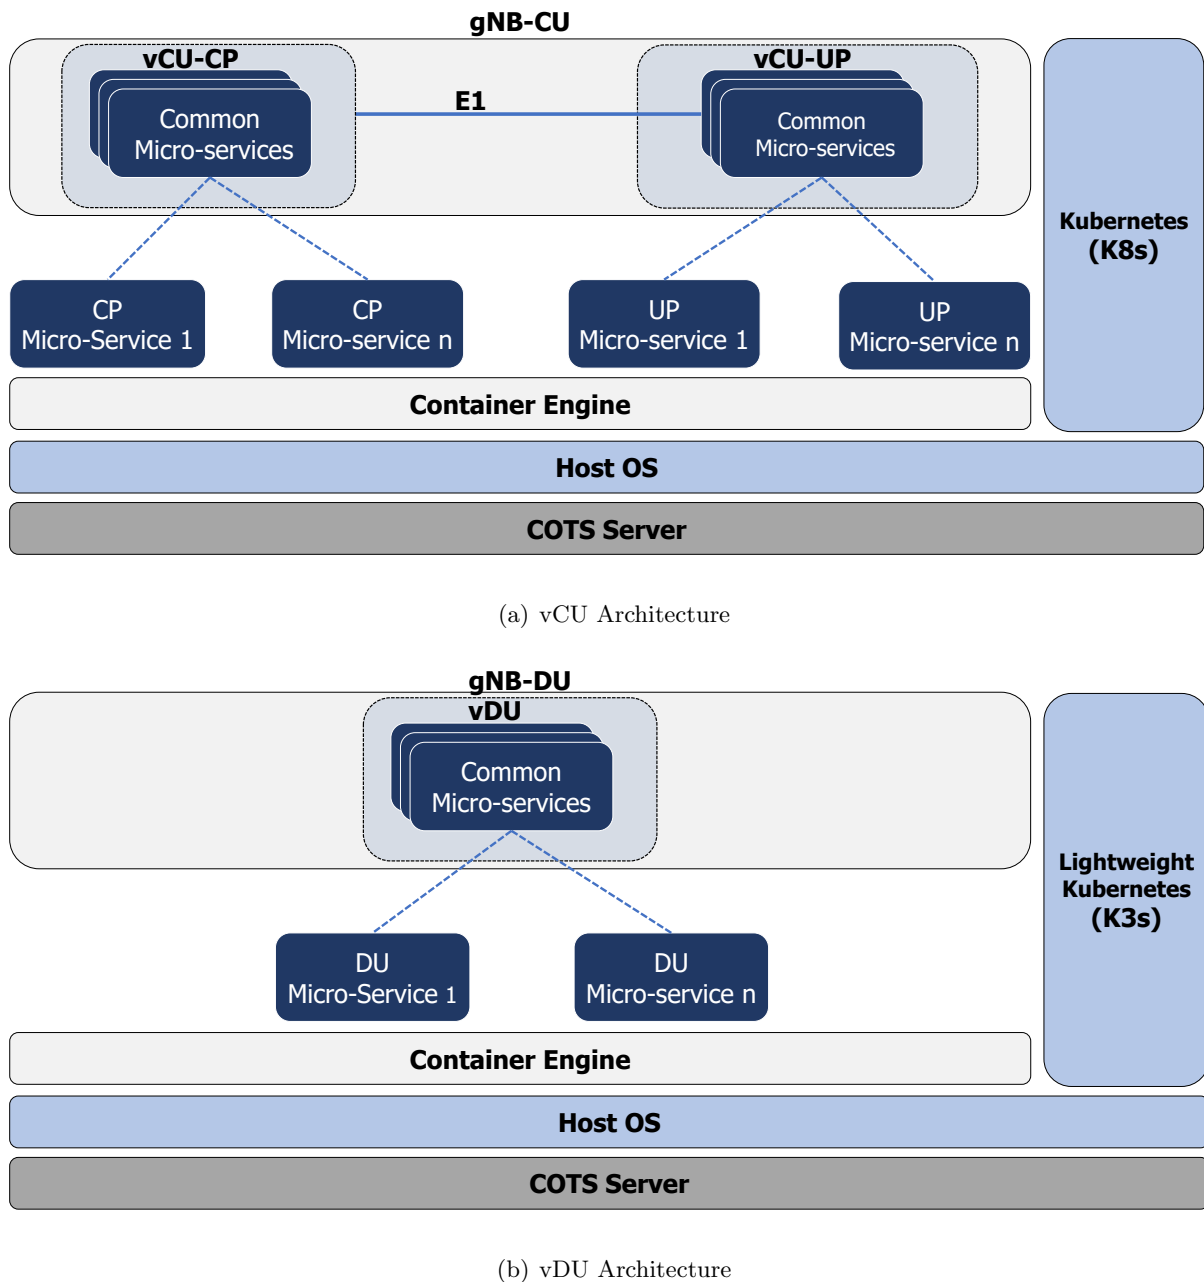 gNB-CU
vCU-CP
vCU-UP
E1
Common
Micro-services
Common
Micro-services
Kubernetes
(K8s)
CP
Micro-Service 1
CP
Micro-service n
UP
Micro-service 1
UP
Micro-service n
Container Engine
Host OS
COTS Server
(a) vCU Architecture
gNB-DU
vDU
Common
Micro-services
Lightweight
Kubernetes
(K3s)
DU
Micro-Service 1
DU
Micro-service n
Container Engine
Host OS
COTS Server
(b) vDU Architecture